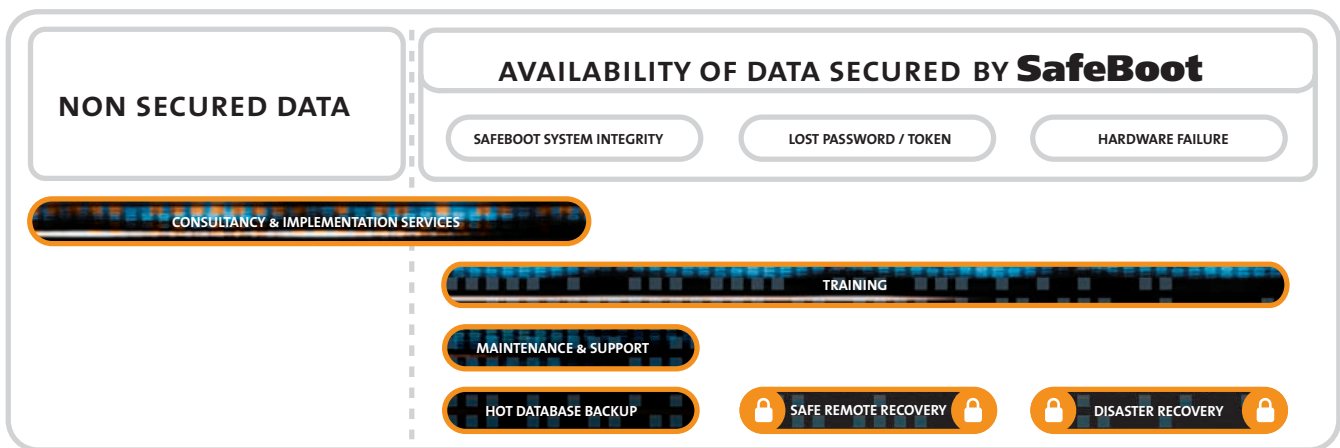 NON SECURED DATA
AVAILABILITY OF DATA SECURED BY SafeBoot
SAFEBOOT SYSTEM INTEGRITY
LOST PASSWORD / TOKEN
HARDWARE FAILURE
CONSULTANCY & IMPLEMENTATION SERVICES
TRAINING
MAINTENANCE & SUPPORT
HOT DATABASE BACKUP
SAFE REMOTE RECOVERY
DISASTER RECOVERY